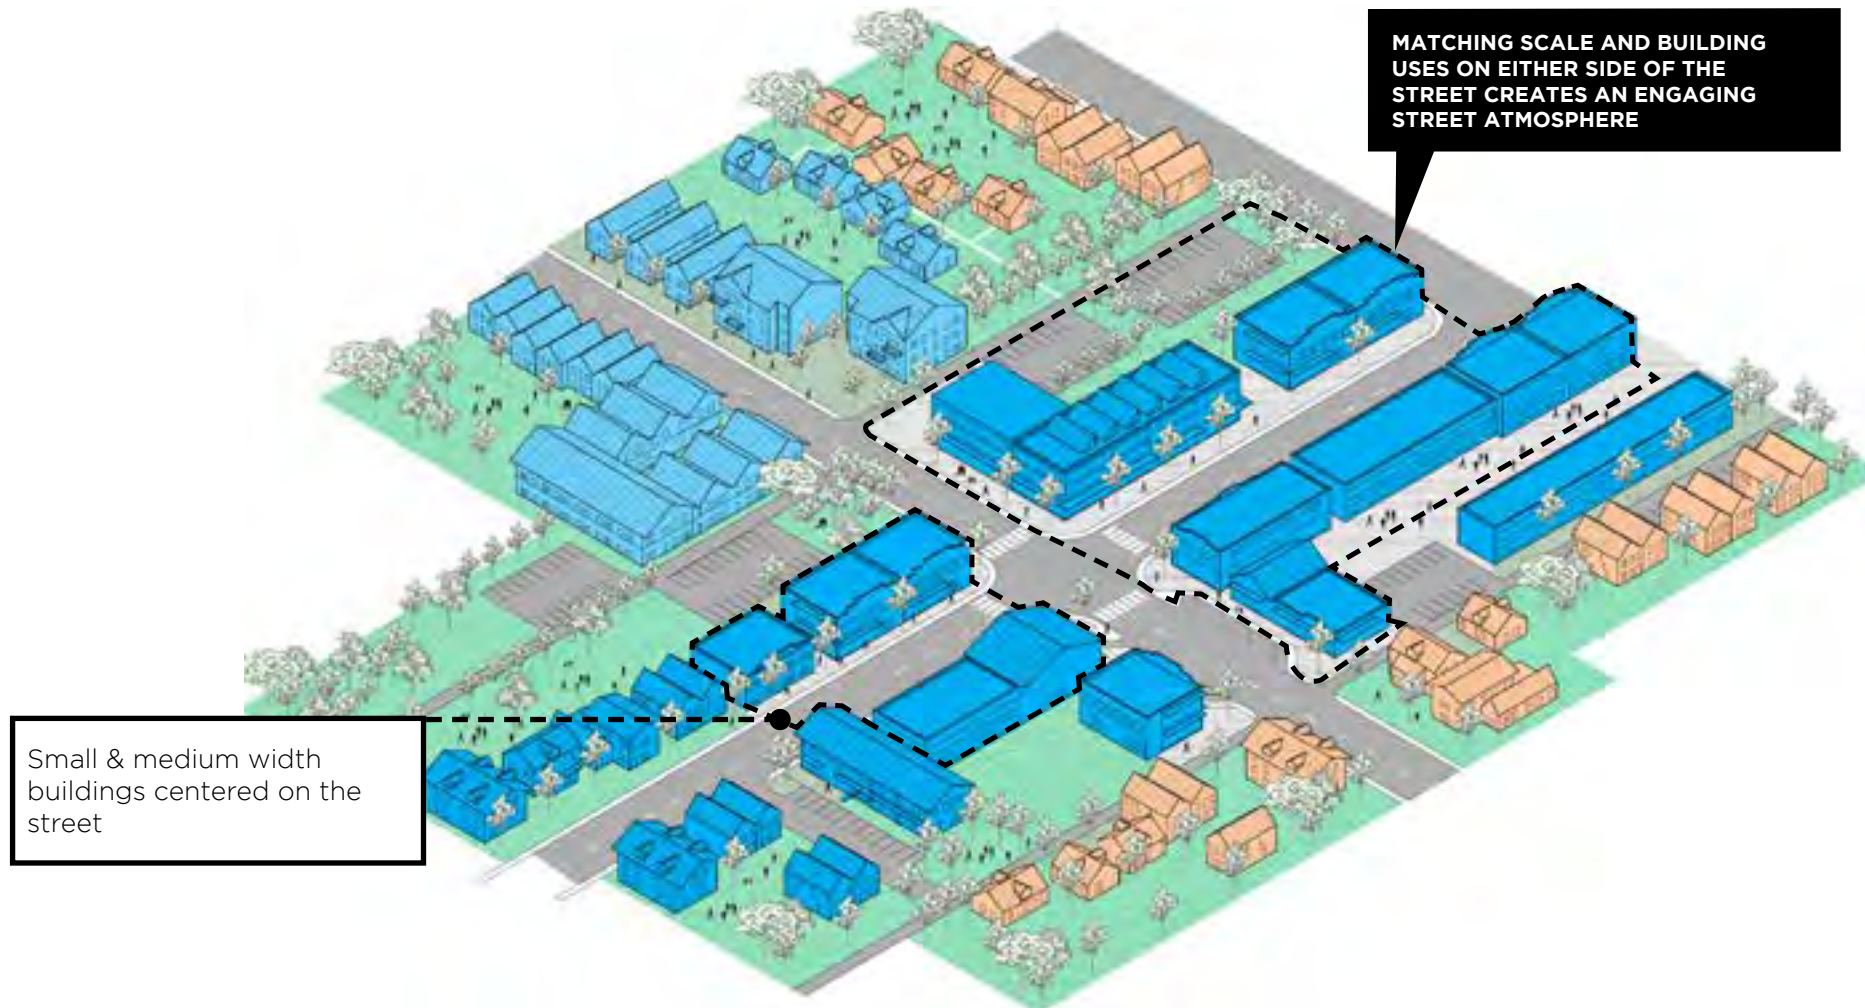 MATCHING SCALE AND BUILDING
USES ON EITHER SIDE OF THE
STREET CREATES AN ENGAGING
STREET ATMOSPHERE
Small & medium width
buildings centered on the
street